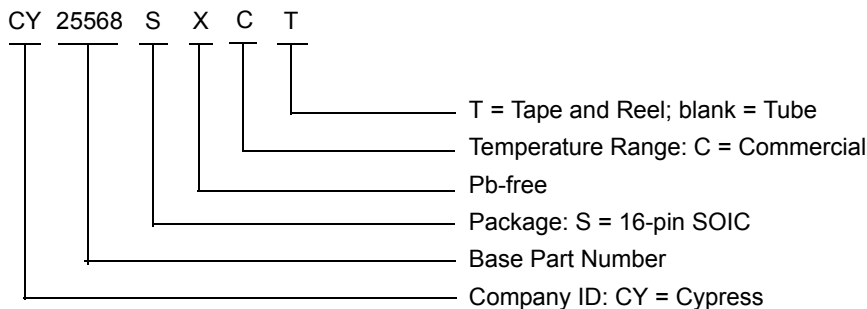 CY 25568 S X C T
T = Tape and Reel; blank = Tube
Temperature Range: C = Commercial
Pb-free
Package: S = 16-pin SOIC
Base Part Number
Company ID: CY = Cypress